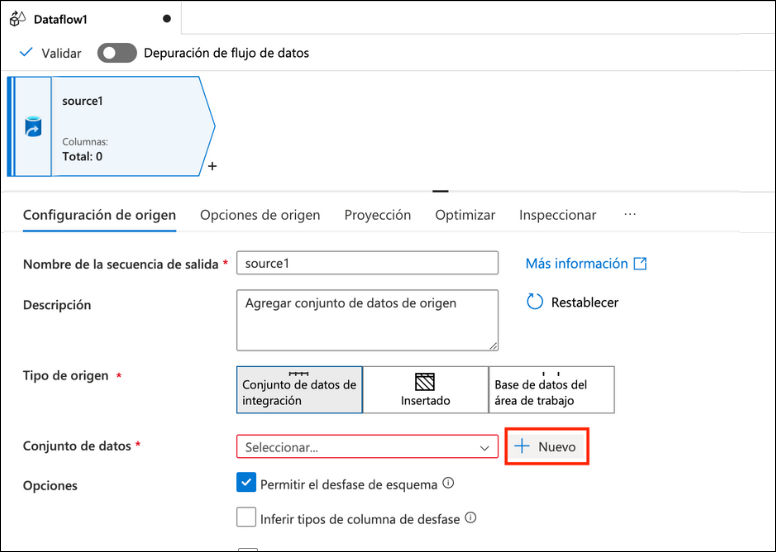 Dataflow1
Validar
Depuración de flujo de datos
source1
Columnas:
Total: 0
+
Configuración de origen
Opciones de origen
Proyección
Optimizar
Inspeccionar
...
Nombre de la secuencia de salida *
source1
Más información
Descripción
Agregar conjunto de datos de origen
Restablecer
Tipo de origen *
Conjunto de datos de
integración
Insertado
Base de datos del
área de trabajo
Conjunto de datos *
Seleccionar...
+ Nuevo
Opciones
Permitir el desfase de esquema
Inferir tipos de columna de desfase